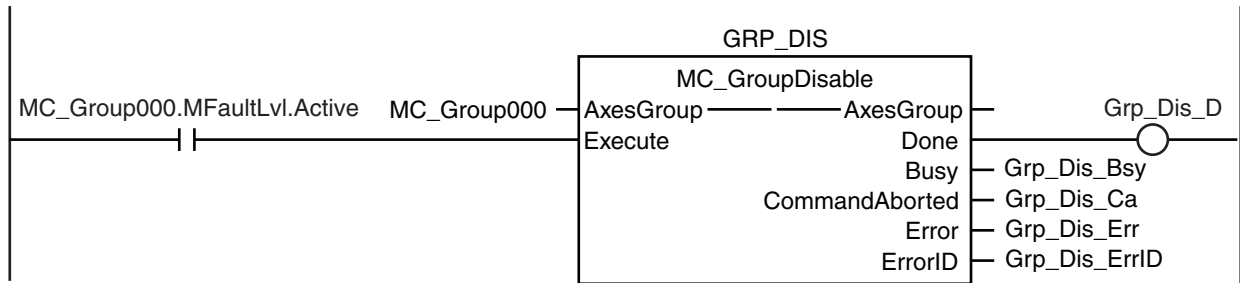 GRP_DIS
MC_GroupDisable
MC_Group000.MFaultLvl.Active MC_Group000 AxesGroup AxesGroup Grp_Dis_D
Execute Done
Busy Grp_Dis_Bsy
CommandAborted Grp_Dis_Ca
Error Grp_Dis_Err
ErrorID Grp_Dis_ErrID